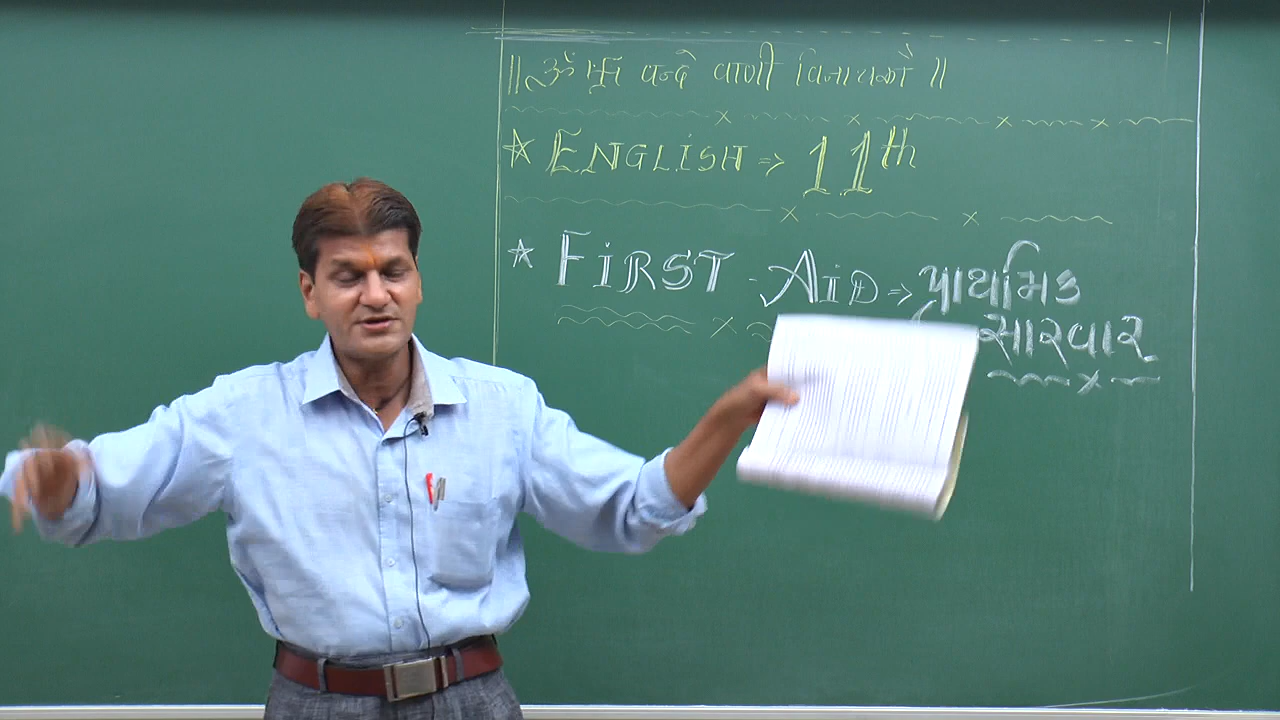 ॥ ॐ ह्रीँ वन्दे वाणी विनायकौ ॥
☆ ENGLiSH ⇒ 11th
* FiRST - AiD ⇒ પ્રાથમિક
સારવાર